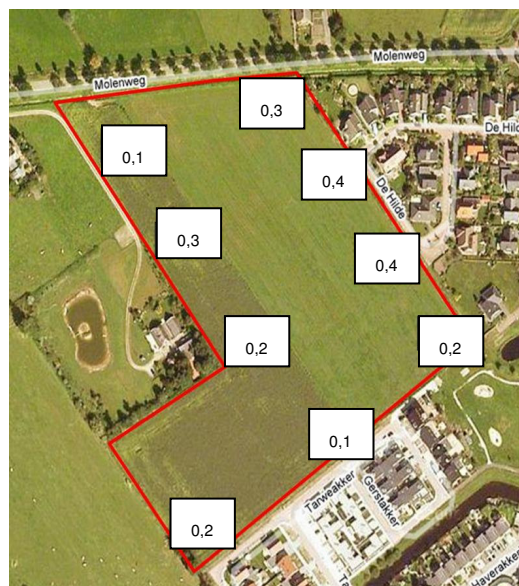 Molenweg
Molenweg
0,3
De Hilde
0,1
0,4
De Hilde
0,3
0,4
0,2
0,2
0,1
Tarweakker
Gerstakker
0,2
Haverakker